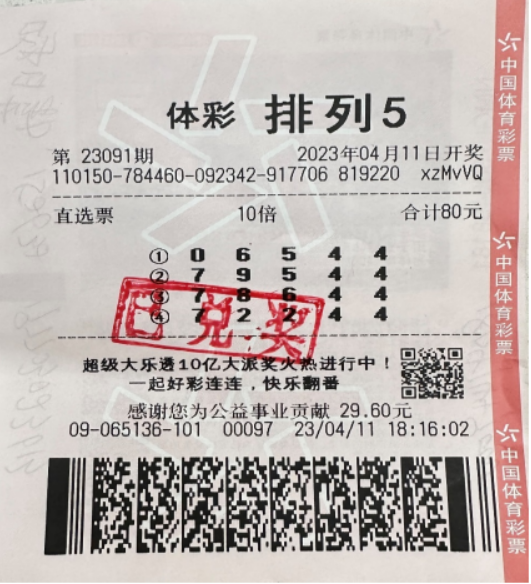 体彩 排列5
第 23091期 2023年04月11日开奖
110150-784460-092342-917706 819220 xzMvVQ
直选票 10倍 合计80元
① 0 6 5 4 4
② 7 9 5 4 4
③ 7 8 6 4 4
④ 7 2 2 4 4
已兑奖
超级大乐透10亿大派奖火热进行中！
一起好彩连连，快乐翻番
感谢您为公益事业贡献 29.60元
09-065136-101 00097 23/04/11 18:16:02
中国体育彩票
中国体育彩票
中国体育彩票